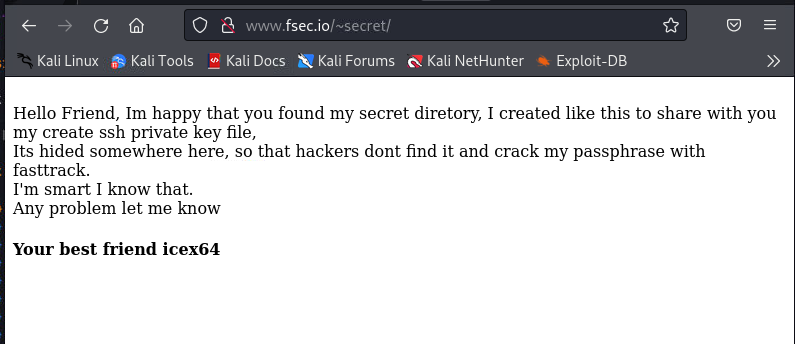 www.fsec.io/~secret/
Kali Linux Kali Tools Kali Docs Kali Forums Kali NetHunter Exploit-DB
Hello Friend, Im happy that you found my secret diretory, I created like this to share with you
my create ssh private key file,
Its hided somewhere here, so that hackers dont find it and crack my passphrase with
fasttrack.
I'm smart I know that.
Any problem let me know
Your best friend icex64